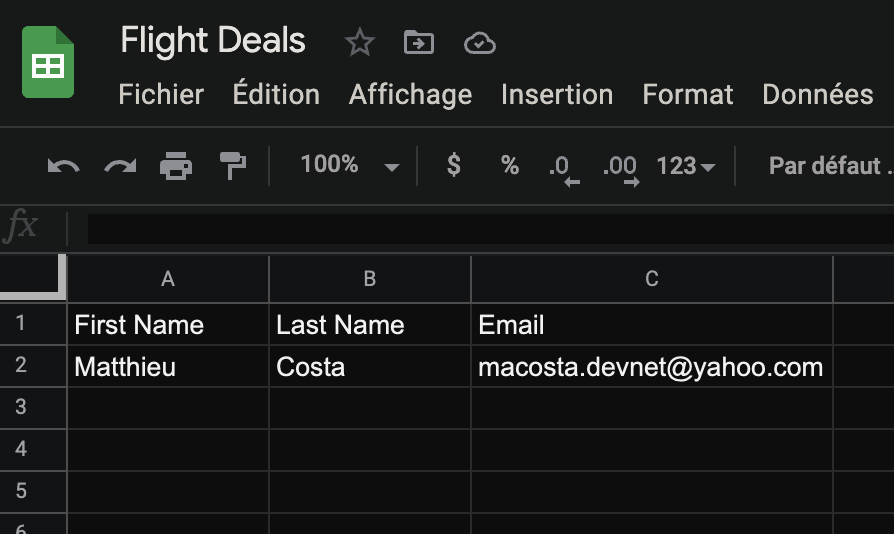 Flight Deals
Fichier Édition Affichage Insertion Format Données
100% $ % .0 .00 123 Par défaut ...
fx
A B C
1 First Name Last Name Email
2 Matthieu Costa macosta.devnet@yahoo.com
3
4
5
6